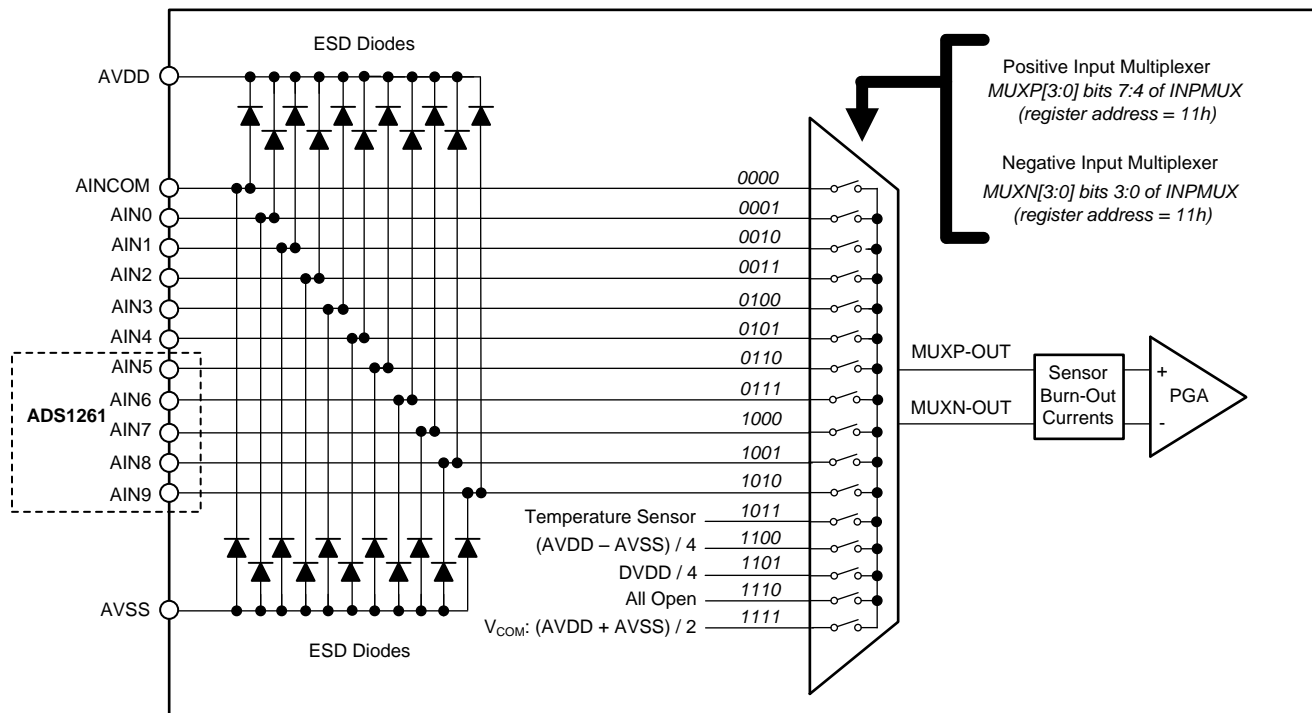 ESD Diodes
AVDD
Positive Input Multiplexer
MUXP[3:0] bits 7:4 of INPMUX
(register address = 11h)
Negative Input Multiplexer
MUXN[3:0] bits 3:0 of INPMUX
(register address = 11h)
AINCOM
0000
AIN0
0001
AIN1
0010
AIN2
0011
AIN3
0100
AIN4
0101
AIN5
0110
AIN6
0111
AIN7
1000
AIN8
1001
AIN9
1010
ADS1261
Temperature Sensor
1011
(AVDD – AVSS) / 4
1100
DVDD / 4
1101
All Open
1110
VCOM: (AVDD + AVSS) / 2
1111
MUXP-OUT
MUXN-OUT
Sensor
Burn-Out
Currents
+
PGA
-
AVSS
ESD Diodes